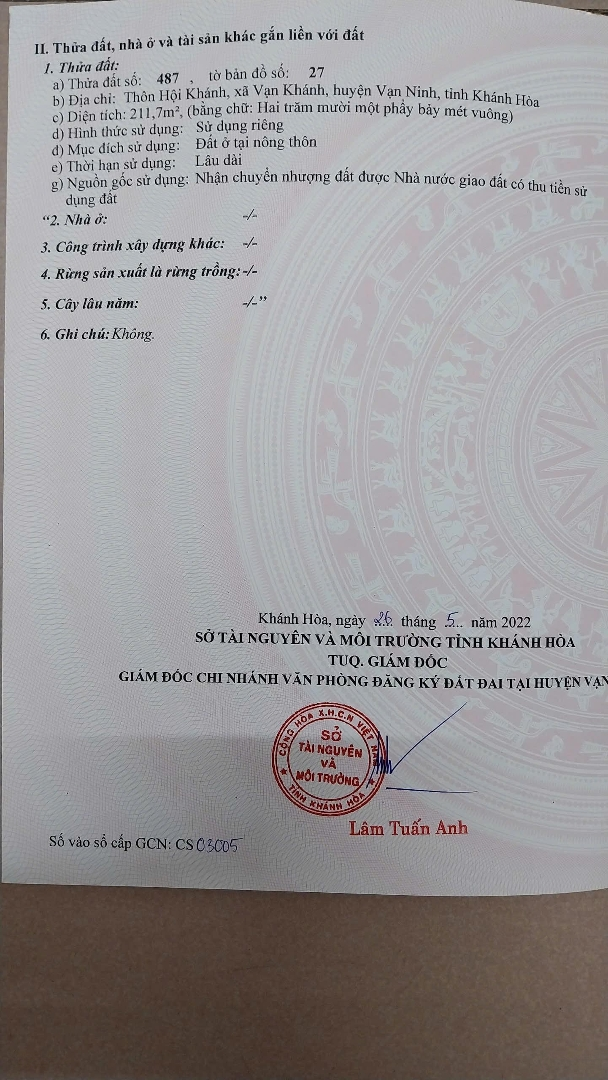 II. Thửa đất, nhà ở và tài sản khác gắn liền với đất
1. Thửa đất:
a) Thửa đất số: 487 , tờ bản đồ số: 27
b) Địa chỉ: Thôn Hội Khánh, xã Vạn Khánh, huyện Vạn Ninh, tỉnh Khánh Hòa
c) Diện tích: 211,7m², (bằng chữ: Hai trăm mười một phẩy bảy mét vuông)
d) Hình thức sử dụng: Sử dụng riêng
đ) Mục đích sử dụng: Đất ở tại nông thôn
e) Thời hạn sử dụng: Lâu dài
g) Nguồn gốc sử dụng: Nhận chuyển nhượng đất được Nhà nước giao đất có thu tiền sử
dụng đất
“2. Nhà ở: -/-
3. Công trình xây dựng khác: -/-
4. Rừng sản xuất là rừng trồng: -/-
5. Cây lâu năm: -/-”
6. Ghi chú: Không.
Khánh Hòa, ngày 26 tháng 5 năm 2022
SỞ TÀI NGUYÊN VÀ MÔI TRƯỜNG TỈNH KHÁNH HÒA
TUQ. GIÁM ĐỐC
GIÁM ĐỐC CHI NHÁNH VĂN PHÒNG ĐĂNG KÝ ĐẤT ĐAI TẠI HUYỆN VẠN
CỘNG HÒA X.H.C.N VIỆT NAM
SỞ
TÀI NGUYÊN
VÀ
MÔI TRƯỜNG
TỈNH KHÁNH HÒA
Lâm Tuấn Anh
Số vào sổ cấp GCN: CS 03005